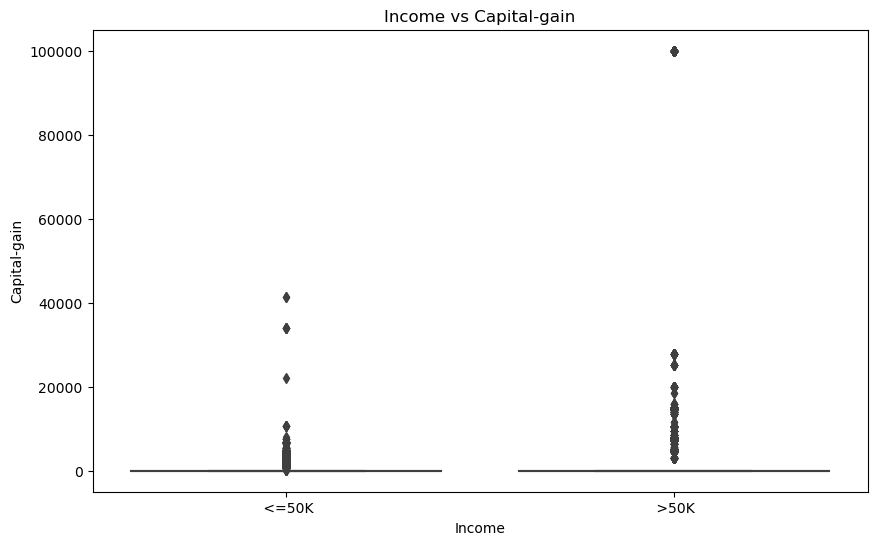 Income vs Capital-gain
100000
80000
60000
40000
20000
0
Capital-gain
<=50K
>50K
Income